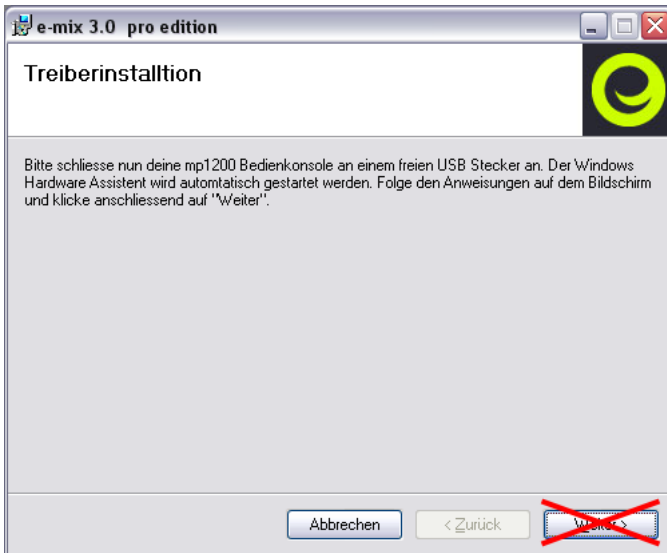 e-mix 3.0 pro edition
Treiberinstalltion
Bitte schliesse nun deine mp1200 Bedienkonsole an einem freien USB Stecker an. Der Windows
Hardware Assistent wird automtatisch gestartet werden. Folge den Anweisungen auf dem Bildschirm
und klicke anschliessend auf "Weiter".
Abbrechen < Zurück Weiter >